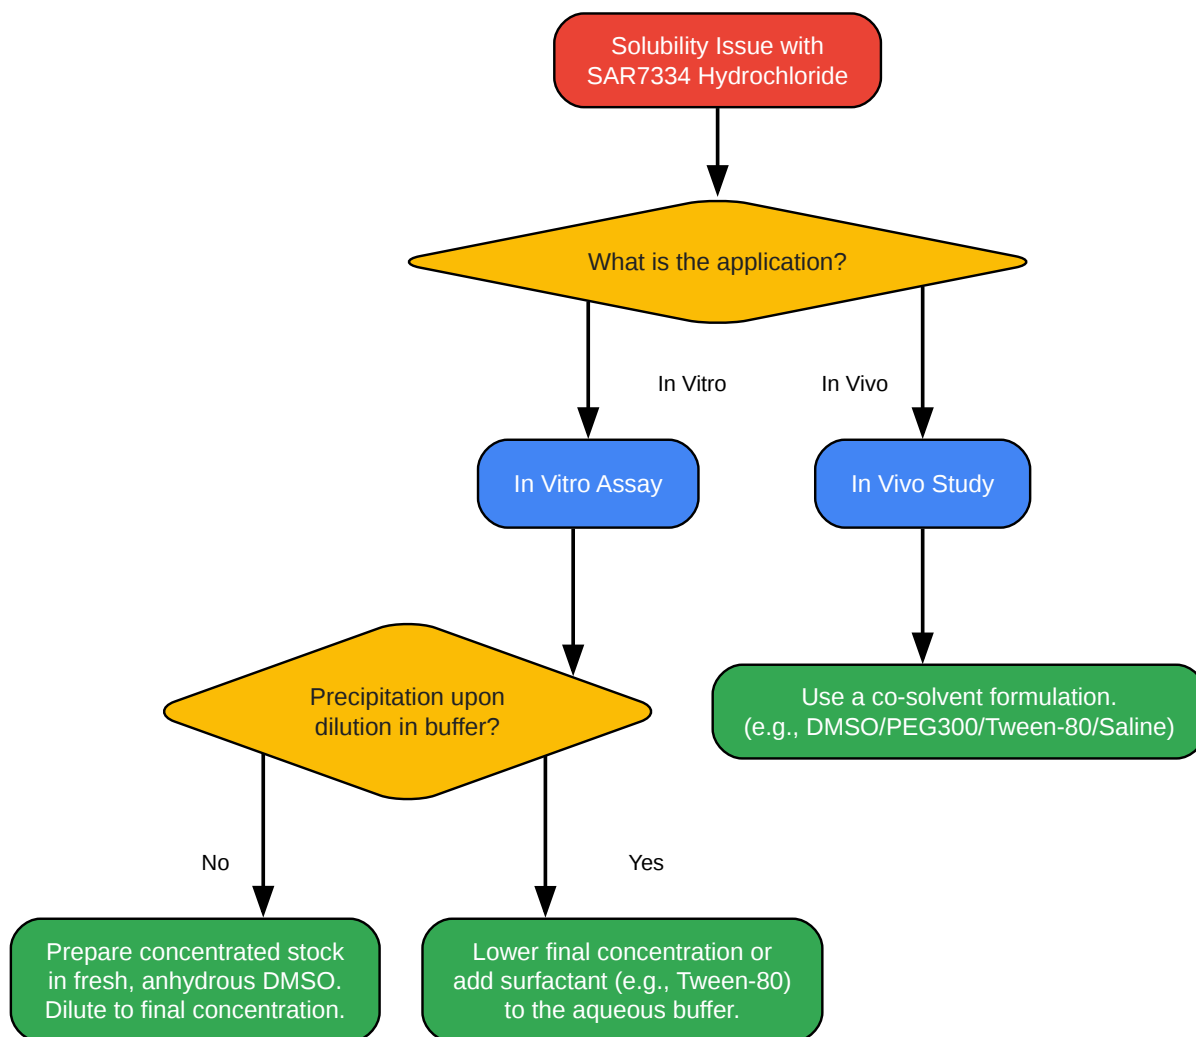 Solubility Issue with
SAR7334 Hydrochloride
What is the application?
In Vitro
In Vivo
In Vitro Assay
In Vivo Study
Precipitation upon
dilution in buffer?
Use a co-solvent formulation.
(e.g., DMSO/PEG300/Tween-80/Saline)
No
Yes
Prepare concentrated stock
in fresh, anhydrous DMSO.
Dilute to final concentration.
Lower final concentration or
add surfactant (e.g., Tween-80)
to the aqueous buffer.